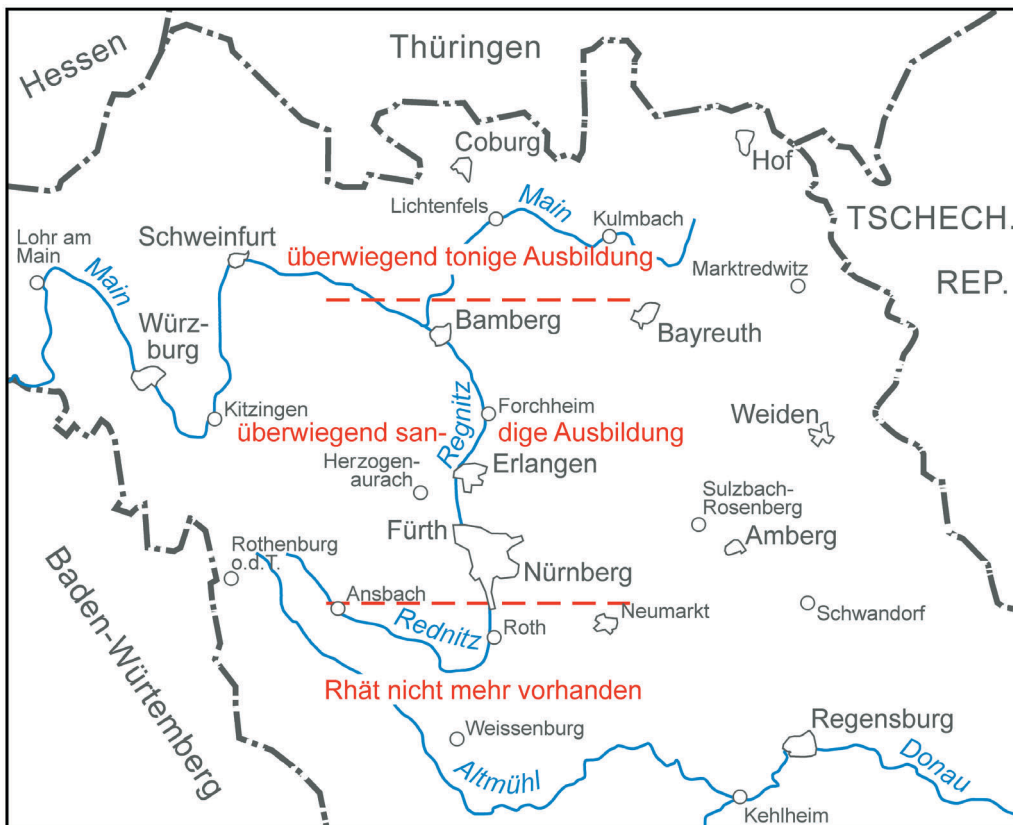 Hessen
Thüringen
Coburg
Hof
Lichtenfels
Main
Kulmbach
TSCHECH.
REP.
Lohr am
Main
Schweinfurt
überwiegend tonige Ausbildung
Marktredwitz
Main
Würz-
burg
Bamberg
Bayreuth
Kitzingen
Regnitz
Forchheim
Weiden
überwiegend san-
dige Ausbildung
Herzogen-
aurach
Erlangen
Sulzbach-
Rosenberg
Fürth
Amberg
Rothenburg
o.d.T.
Nürnberg
Ansbach
Neumarkt
Schwandorf
Rednitz
Roth
Baden-Würtemberg
Rhät nicht mehr vorhanden
Weissenburg
Regensburg
Altmühl
Donau
Kehlheim